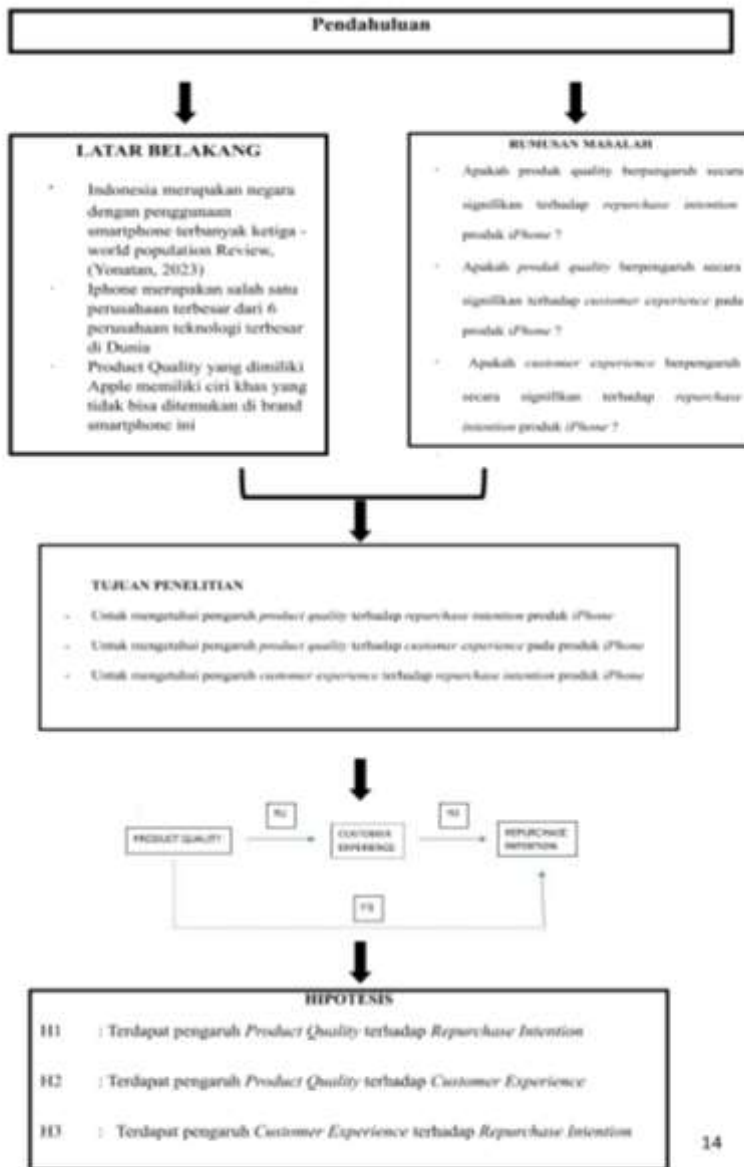 Pendahuluan
LATAR BELAKANG
· Indonesia merupakan negara
dengan penggunaan
smartphone terbanyak ketiga -
world population Review,
(Yonatan, 2023)
· Iphone merupakan salah satu
perusahaan terbesar dari 6
perusahaan teknologi terbesar
di Dunia
· Product Quality yang dimiliki
Apple memiliki ciri khas yang
tidak bisa ditemukan di brand
smartphone ini
RUMUSAN MASALAH
· Apakah produk quality berpengaruh secara
signifikan terhadap repurchase intention
produk iPhone ?
· Apakah produk quality berpengaruh secara
signifikan terhadap customer experience pada
produk iPhone ?
· Apakah customer experience berpengaruh
secara signifikan terhadap repurchase
intention produk iPhone ?
TUJUAN PENELITIAN
- Untuk mengetahui pengaruh product quality terhadap repurchase intention produk iPhone
- Untuk mengetahui pengaruh product quality terhadap customer experience pada produk iPhone
- Untuk mengetahui pengaruh customer experience terhadap repurchase intention produk iPhone
PRODUCT QUALITY
CUSTOMER
EXPERIENCE
REPURCHASE
INTENTION
HIPOTESIS
H1 : Terdapat pengaruh Product Quality terhadap Repurchase Intention
H2 : Terdapat pengaruh Product Quality terhadap Customer Experience
H3 : Terdapat pengaruh Customer Experience terhadap Repurchase Intention
14